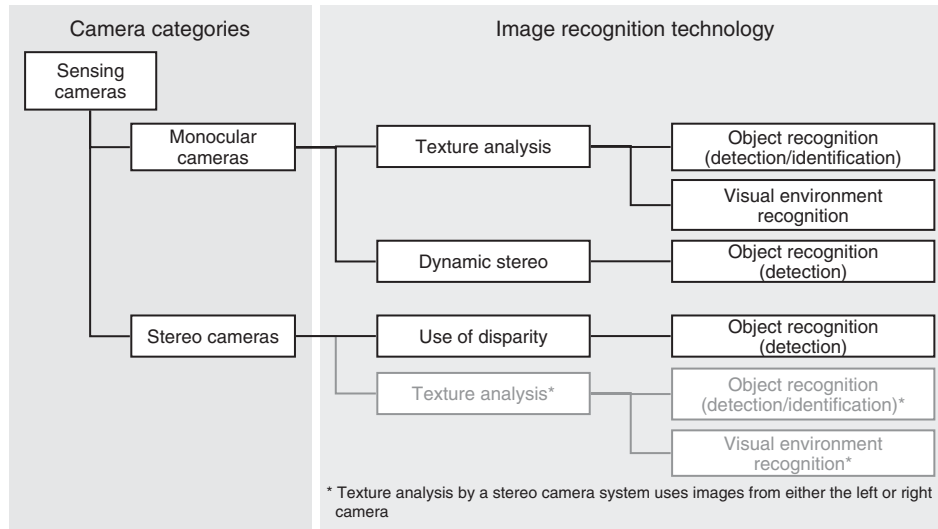 Camera categories
Image recognition technology
Sensing
cameras
Monocular
cameras
Texture analysis
Object recognition
(detection/identification)
Visual environment
recognition
Dynamic stereo
Object recognition
(detection)
Stereo cameras
Use of disparity
Object recognition
(detection)
Texture analysis*
Object recognition
(detection/identification)*
Visual environment
recognition*
* Texture analysis by a stereo camera system uses images from either the left or right
camera